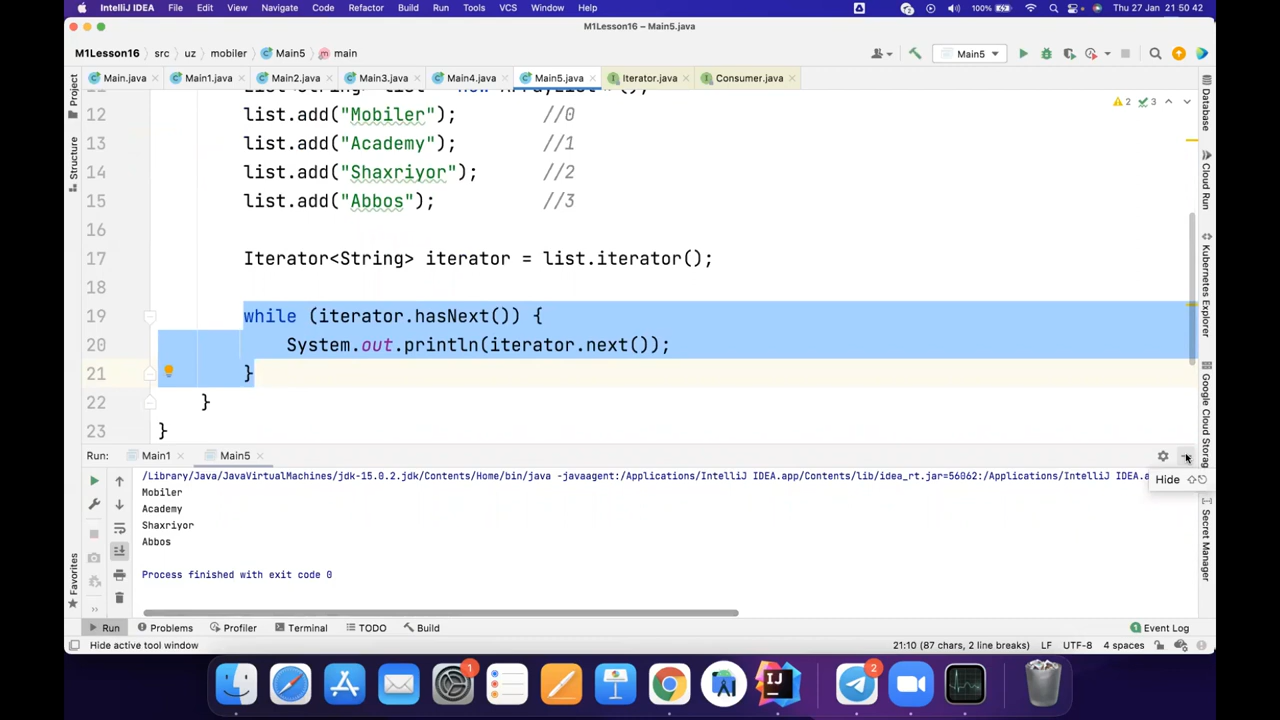 IntelliJ IDEA File Edit View Navigate Code Refactor Build Run Tools VCS Window Help 100% Thu 27 Jan 21 50 42
M1Lesson16 – Main5.java
M1Lesson16 src uz mobiler Main5 main Main5
Main.java Main1.java Main2.java Main3.java Main4.java Main5.java Iterator.java Consumer.java
12 list.add("Mobiler"); //0
2 3
13 list.add("Academy"); //1
14 list.add("Shaxriyor"); //2
15 list.add("Abbos"); //3
16
17 Iterator<String> iterator = list.iterator();
18
19 while (iterator.hasNext()) {
20 System.out.println(iterator.next());
21 }
22 }
23 }
Project
Structure
Favorites
Database
Cloud Run
Kubernetes Explorer
Google Cloud Storage
Secret Manager
Run: Main1 Main5
/Library/Java/JavaVirtualMachines/jdk-15.0.2.jdk/Contents/Home/bin/java -javaagent:/Applications/IntelliJ IDEA.app/Contents/lib/idea_rt.jar=56062:/Applications/IntelliJ IDEA.a
Hide
Mobiler
Academy
Shaxriyor
Abbos
Process finished with exit code 0
Run Problems Profiler Terminal TODO Build Event Log
Hide active tool window 21:10 (87 chars, 2 line breaks) LF UTF-8 4 spaces
1
2
IJ